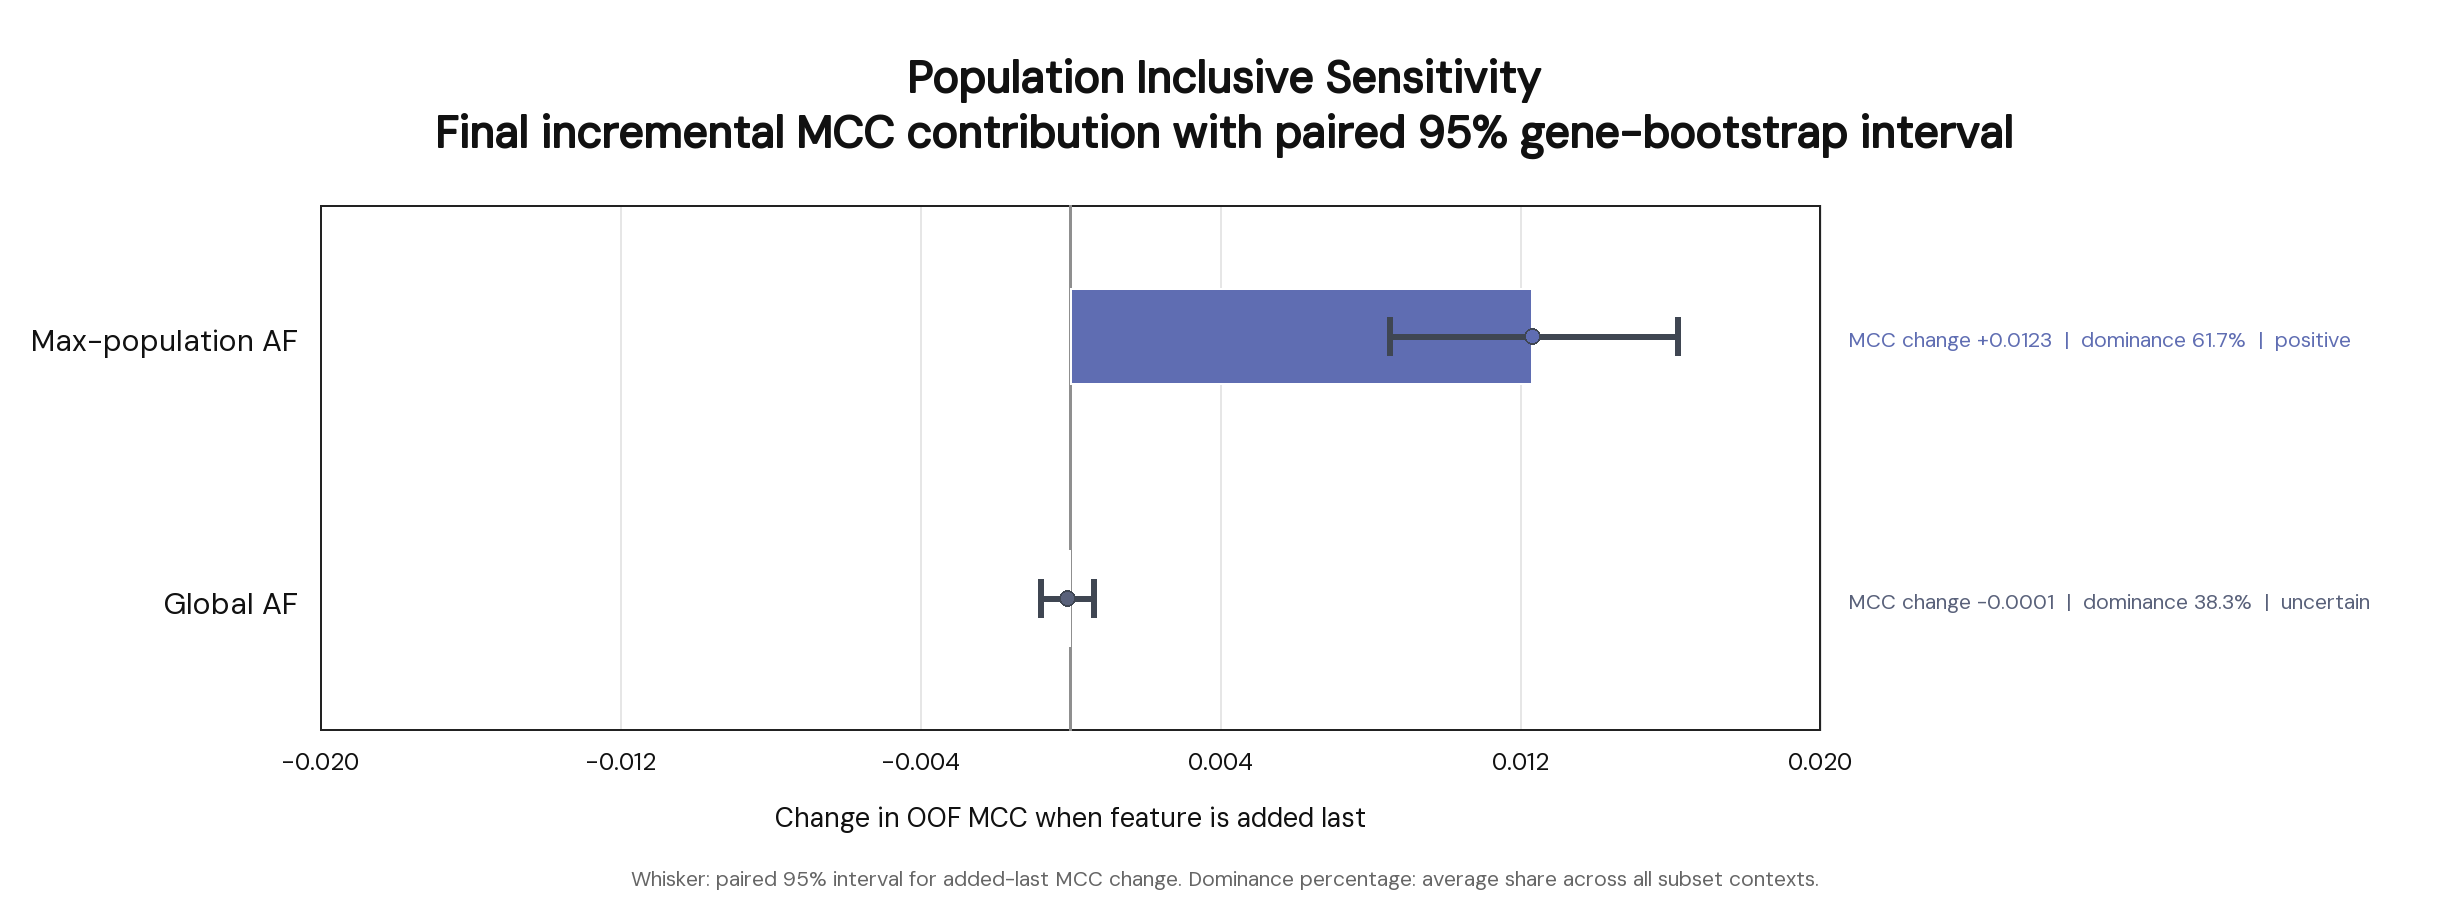 Population Inclusive Sensitivity
Final incremental MCC contribution with paired 95% gene-bootstrap interval
Max-population AF
MCC change +0.0123 | dominance 61.7% | positive
Global AF
MCC change -0.0001 | dominance 38.3% | uncertain
-0.020 -0.012 -0.004 0.004 0.012 0.020
Change in OOF MCC when feature is added last
Whisker: paired 95% interval for added-last MCC change. Dominance percentage: average share across all subset contexts.